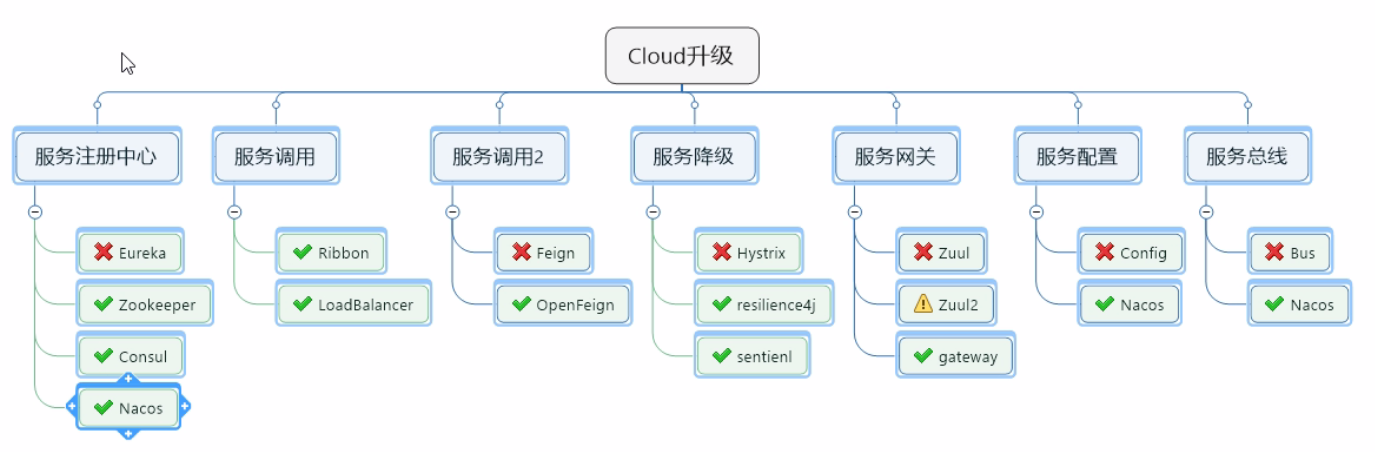 Cloud升级
服务注册中心
服务调用
服务调用2
服务降级
服务网关
服务配置
服务总线
Eureka
Zookeeper
Consul
Nacos
Ribbon
LoadBalancer
Feign
OpenFeign
Hystrix
resilience4j
sentienl
Zuul
Zuul2
gateway
Config
Nacos
Bus
Nacos